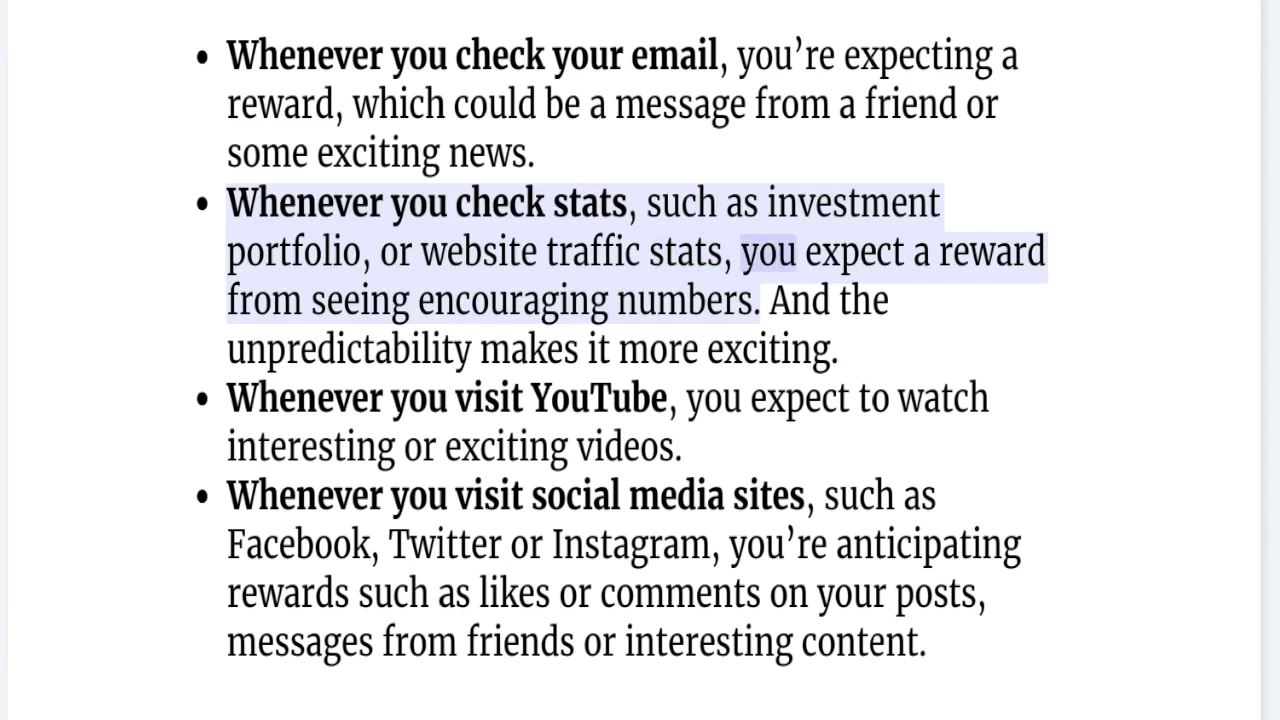 • Whenever you check your email, you’re expecting a
reward, which could be a message from a friend or
some exciting news.
• Whenever you check stats, such as investment
portfolio, or website traffic stats, you expect a reward
from seeing encouraging numbers. And the
unpredictability makes it more exciting.
• Whenever you visit YouTube, you expect to watch
interesting or exciting videos.
• Whenever you visit social media sites, such as
Facebook, Twitter or Instagram, you’re anticipating
rewards such as likes or comments on your posts,
messages from friends or interesting content.